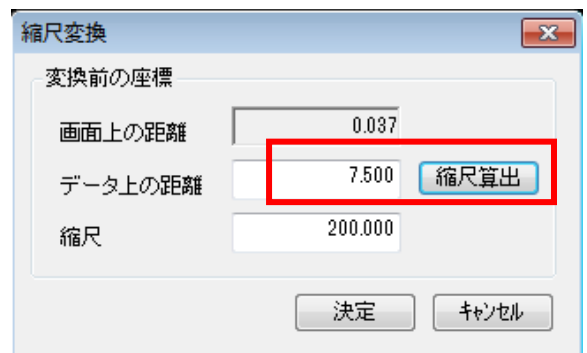 縮尺変換
変換前の座標
画面上の距離 0.037
データ上の距離 7.500 縮尺算出
縮尺 200.000
決定 ｷｬﾝｾﾙ